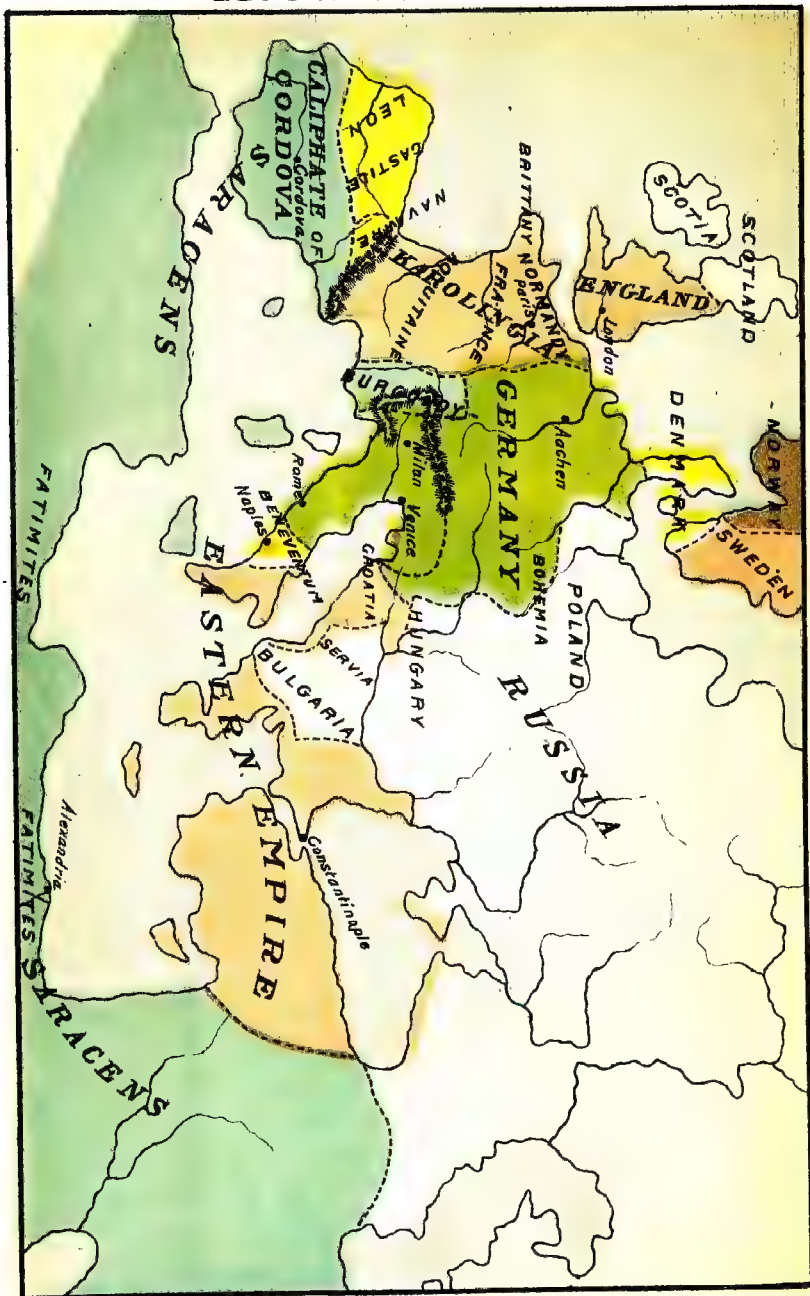 SCOTLAND
NORWAY
SCOTIA
SWEDEN
DENMARK
ENGLAND
London
BRITTANY
NORMANDY
Paris
FRANCE
KAROLINGIA
AQUITAINE
GERMANY
Aachen
BOHEMIA
POLAND
RUSSIA
NAVARRE
LEON
CASTILE
CALIPHATE OF
CORDOVA
Cordova
SARACENS
BURGUNDY
Milan
Venice
HUNGARY
CROATIA
SERVIA
BULGARIA
Rome
BENEVENTUM
Naples
EASTERN EMPIRE
Constantinople
Alexandria
FATIMITES
FATIMITES
SARACENS